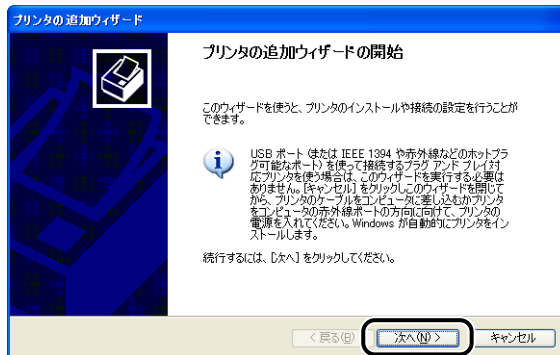 プリンタの追加ウィザード
プリンタの追加ウィザードの開始
このウィザードを使うと、プリンタのインストールや接続の設定を行うことが
できます。
USB ポート (または IEEE 1394 や赤外線などのホットプラ
グ可能なポート) を使って接続するプラグ アンド プレイ対
応プリンタを使う場合は、このウィザードを実行する必要は
ありません。[キャンセル] をクリックしこのウィザードを閉じて
から、プリンタのケーブルをコンピュータに差し込むかプリンタ
をコンピュータの赤外線ポートの方向に向けて、プリンタの
電源を入れてください。Windows が自動的にプリンタをイン
ストールします。
続行するには、[次へ] をクリックしてください。
< 戻る(B)
次へ(N) >
キャンセル